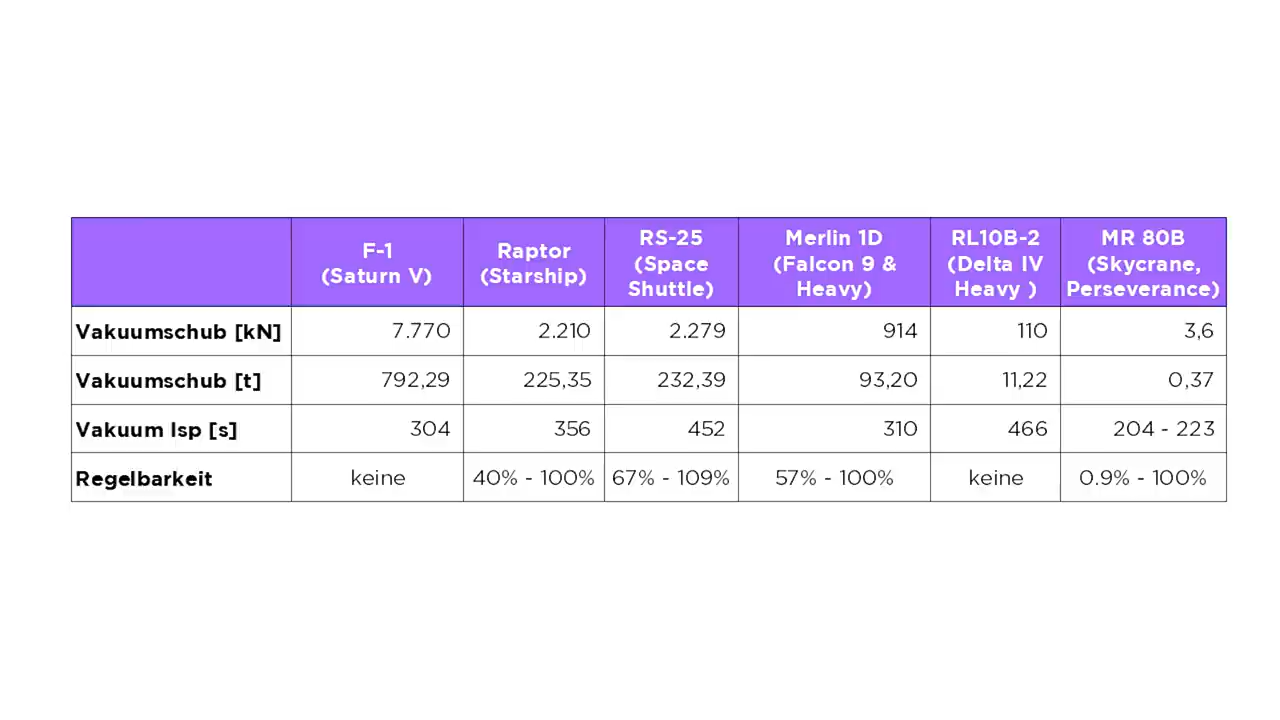 F-1
(Saturn V)
Raptor
(Starship)
RS-25
(Space
Shuttle)
Merlin 1D
(Falcon 9 &
Heavy)
RL10B-2
(Delta IV
Heavy )
MR 80B
(Skycrane,
Perseverance)
Vakuumschub [kN] 7.770 2.210 2.279 914 110 3,6
Vakuumschub [t] 792,29 225,35 232,39 93,20 11,22 0,37
Vakuum Isp [s] 304 356 452 310 466 204 - 223
Regelbarkeit keine 40% - 100% 67% - 109% 57% - 100% keine 0.9% - 100%